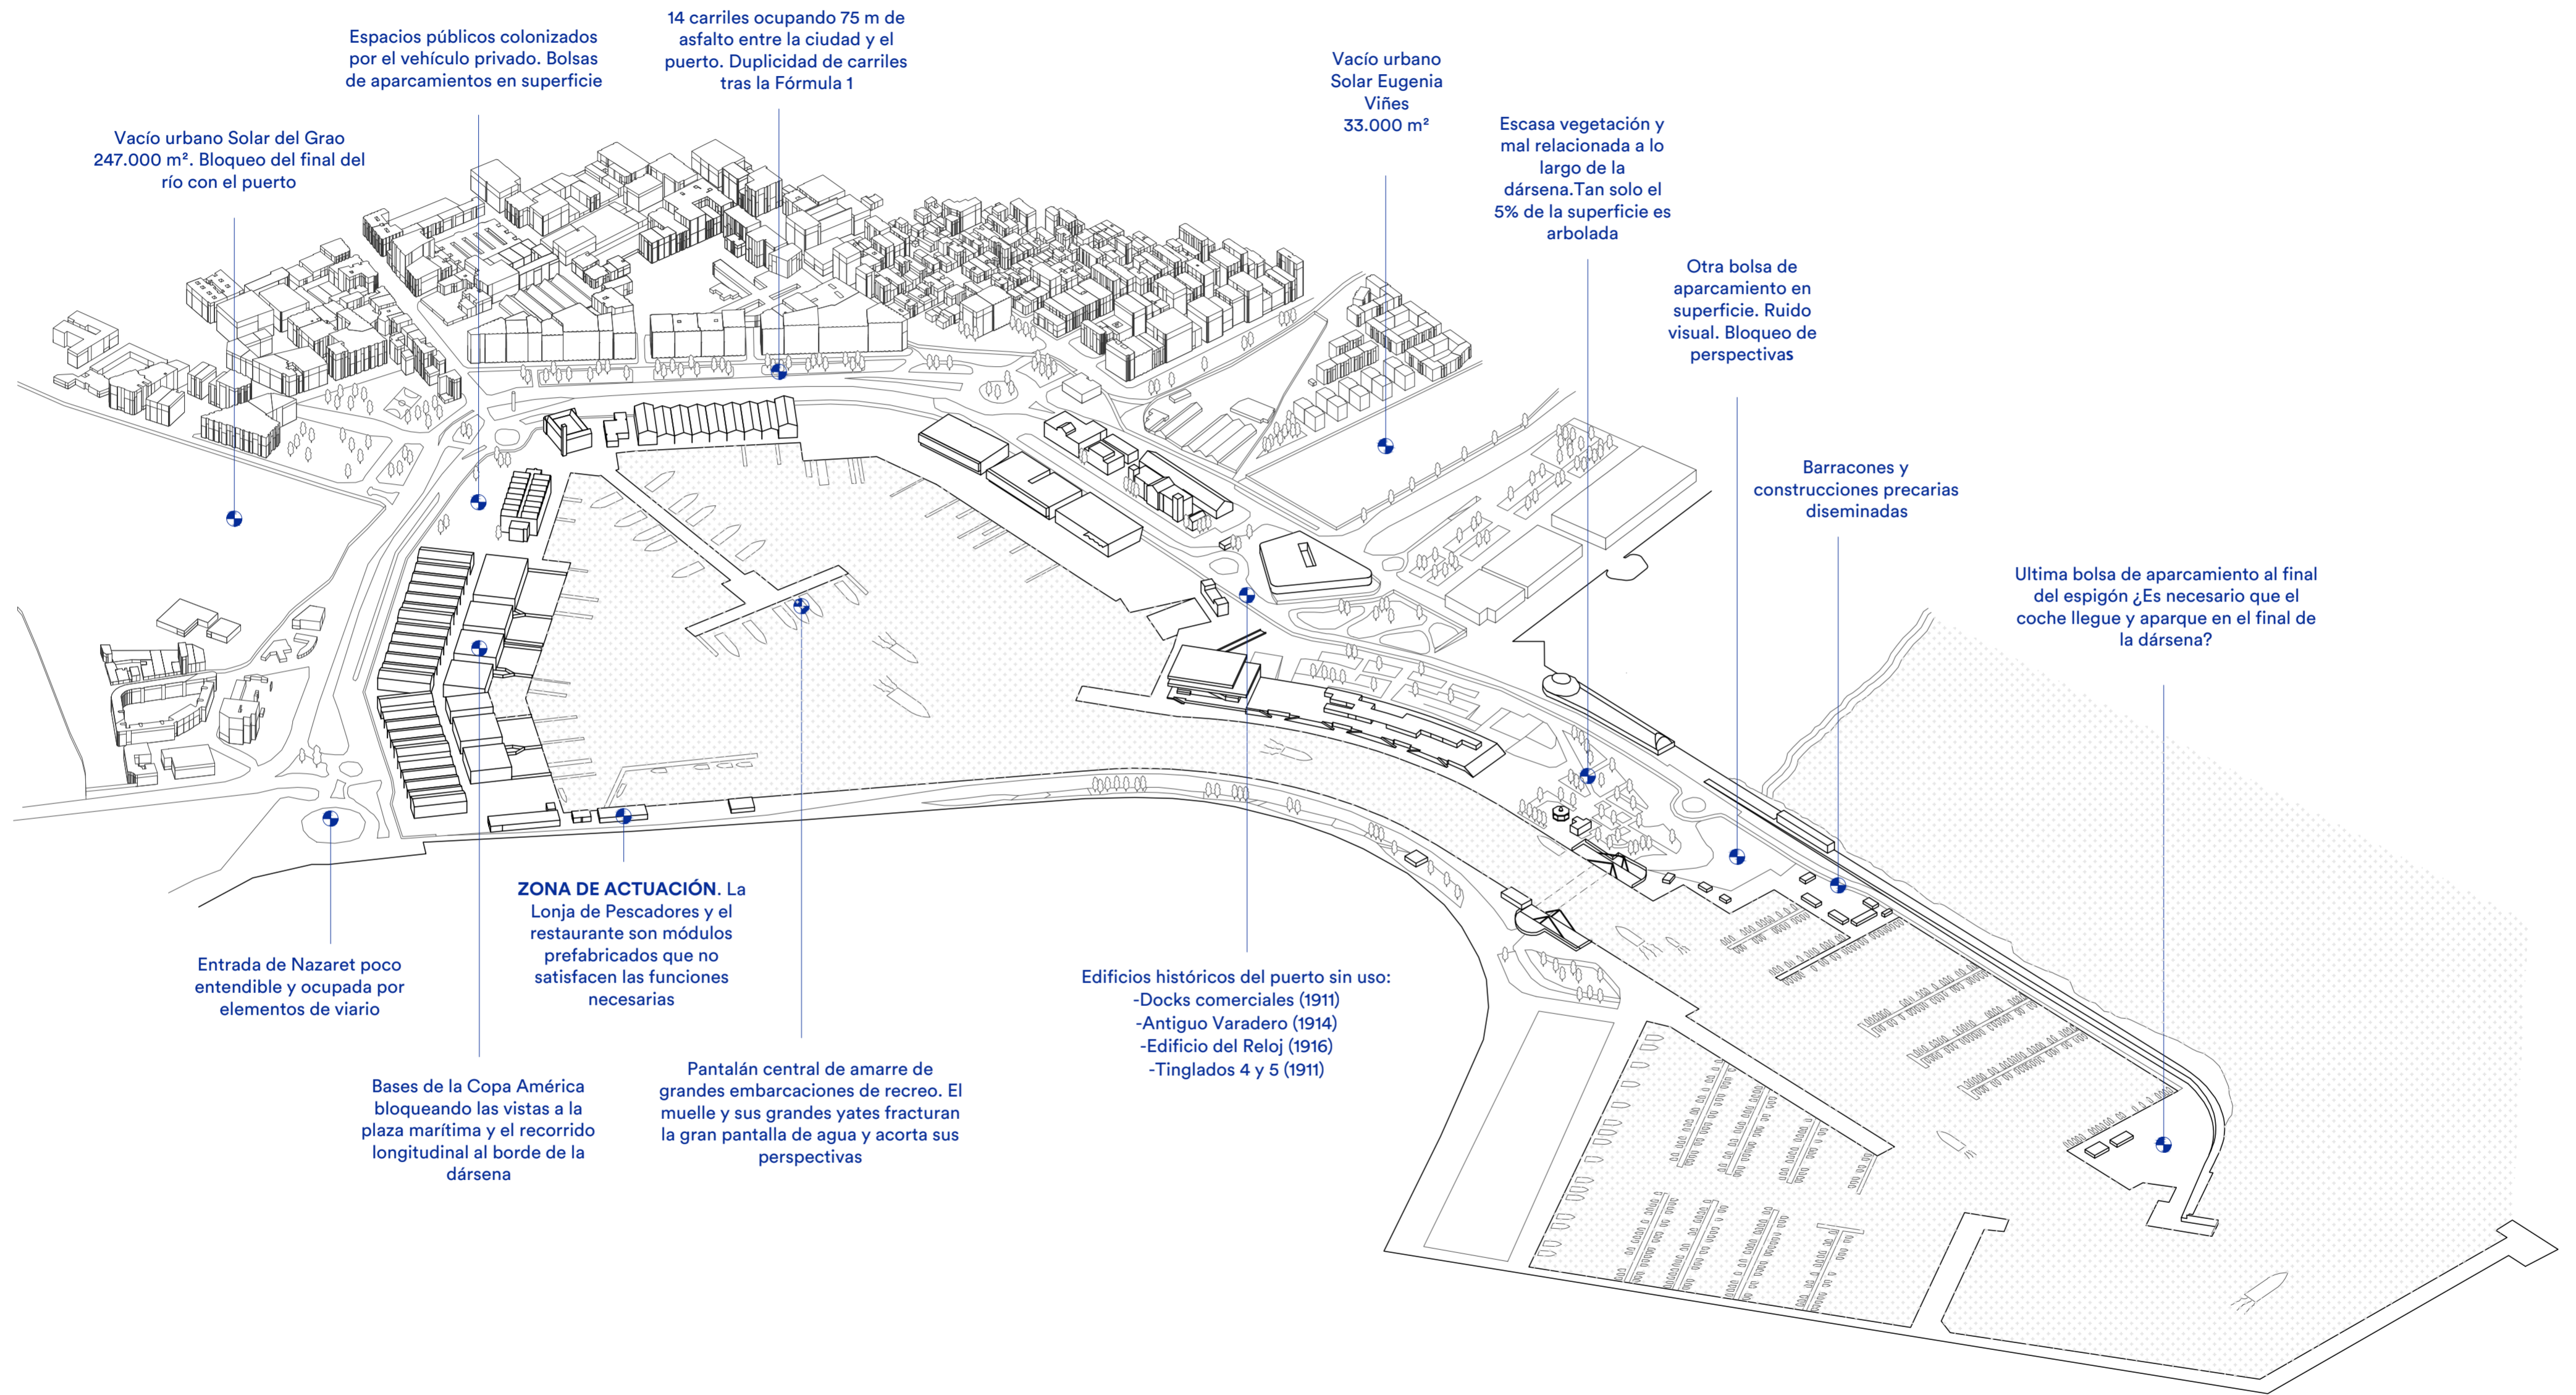 14 carriles ocupando 75 m de
asfalto entre la ciudad y el
puerto. Duplicidad de carriles
tras la Fórmula 1
Espacios públicos colonizados
por el vehículo privado. Bolsas
de aparcamientos en superficie
Vacío urbano
Solar Eugenia
Viñes
33.000 m²
Escasa vegetación y
mal relacionada a lo
largo de la
dársena.Tan solo el
5% de la superficie es
arbolada
Vacío urbano Solar del Grao
247.000 m². Bloqueo del final del
río con el puerto
Otra bolsa de
aparcamiento en
superficie. Ruido
visual. Bloqueo de
perspectivas
Barracones y
construcciones precarias
diseminadas
Ultima bolsa de aparcamiento al final
del espigón ¿Es necesario que el
coche llegue y aparque en el final de
la dársena?
ZONA DE ACTUACIÓN. La
Lonja de Pescadores y el
restaurante son módulos
prefabricados que no
satisfacen las funciones
necesarias
Entrada de Nazaret poco
entendible y ocupada por
elementos de viario
Edificios históricos del puerto sin uso:
-Docks comerciales (1911)
-Antiguo Varadero (1914)
-Edificio del Reloj (1916)
-Tinglados 4 y 5 (1911)
Pantalán central de amarre de
grandes embarcaciones de recreo. El
muelle y sus grandes yates fracturan
la gran pantalla de agua y acorta sus
perspectivas
Bases de la Copa América
bloqueando las vistas a la
plaza marítima y el recorrido
longitudinal al borde de la
dársena